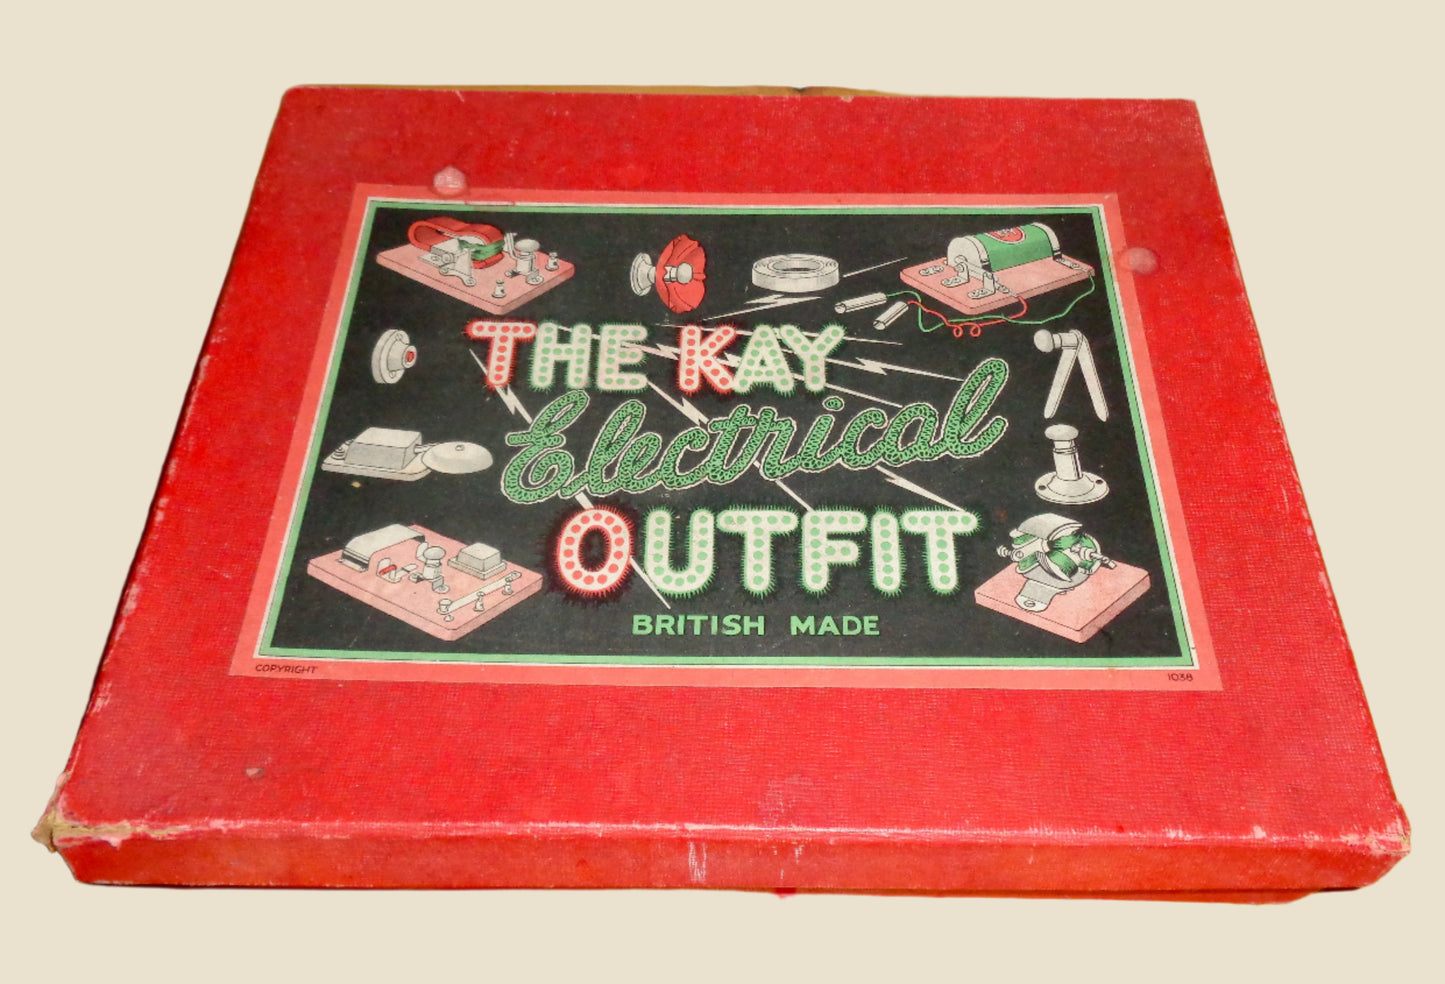 THE KAY
Electrical
OUTFIT
BRITISH MADE
COPYRIGHT
1038